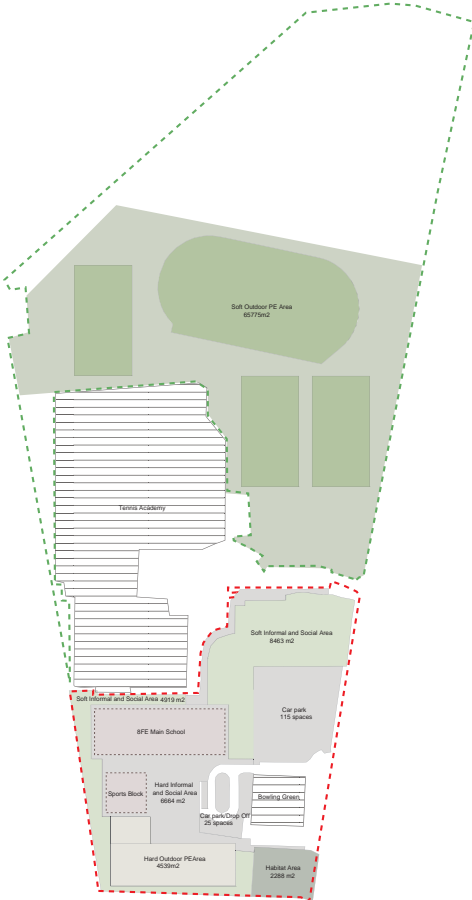 Soft Outdoor PE Area
65775m2
Tennis Academy
Soft Informal and Social Area
8463 m2
Soft Informal and Social Area 4919 m2
Car park
115 spaces
8FE Main School
Sports Block
Hard Informal
and Social Area
6664 m2
Bowling Green
Car park/Drop Off
25 spaces
Hard Outdoor PEArea
4539m2
Habitat Area
2288 m2